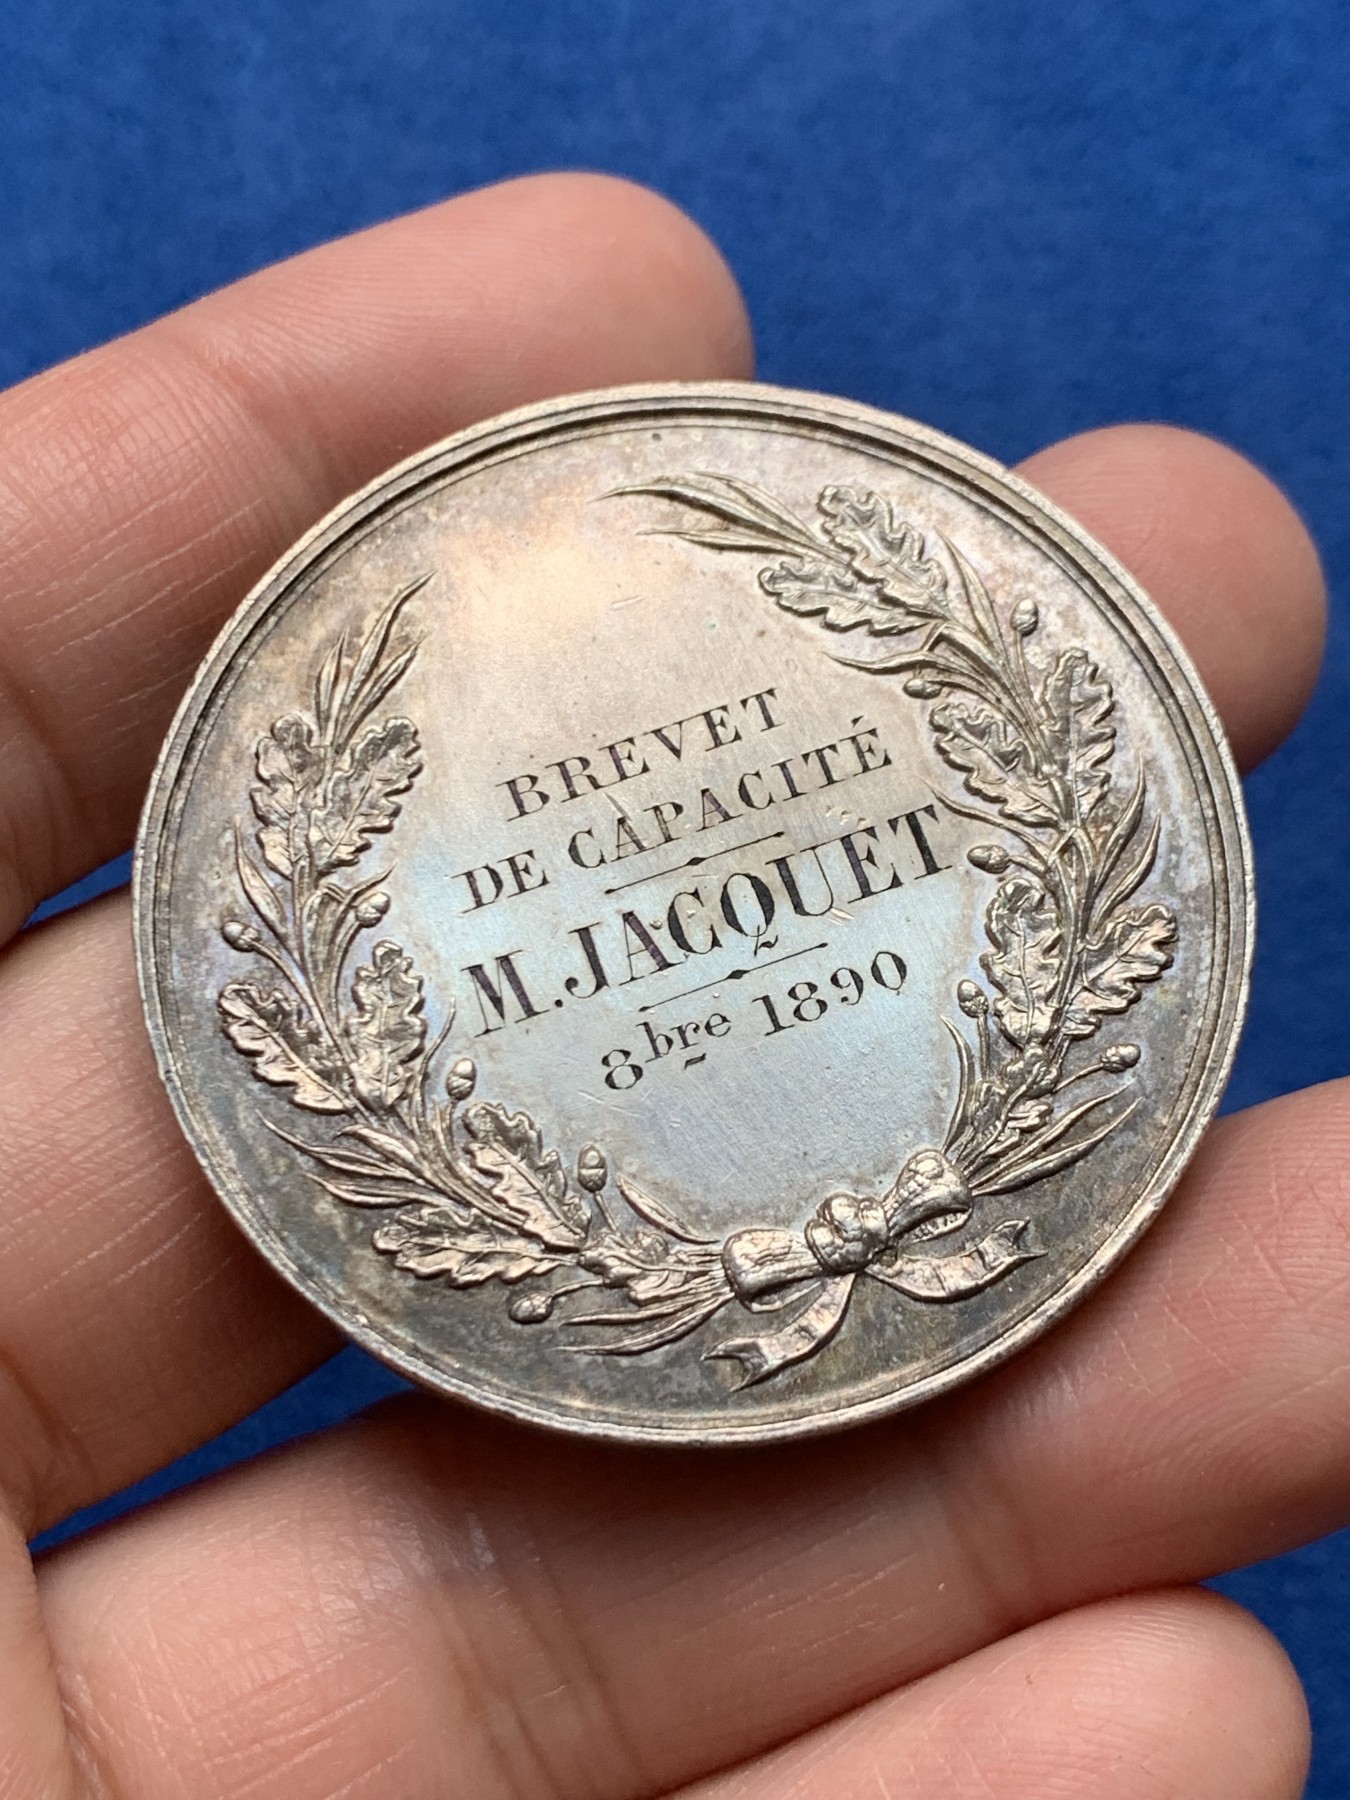 BREVET
DE CAPACITÉ
M. JACQUET
8bre 1890